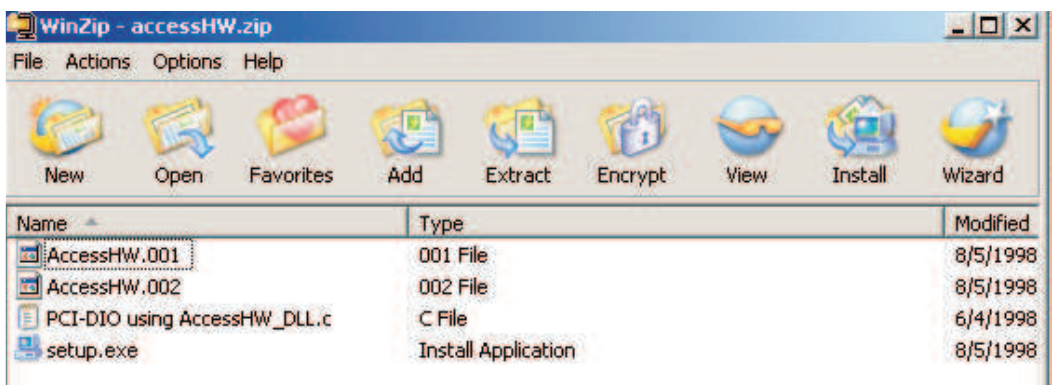 WinZip - accessHW.zip
File Actions Options Help
New Open Favorites Add Extract Encrypt View Install Wizard
Name Type Modified
AccessHW.001 001 File 8/5/1998
AccessHW.002 002 File 8/5/1998
PCI-DIO using AccessHW_DLL.c C File 6/4/1998
setup.exe Install Application 8/5/1998